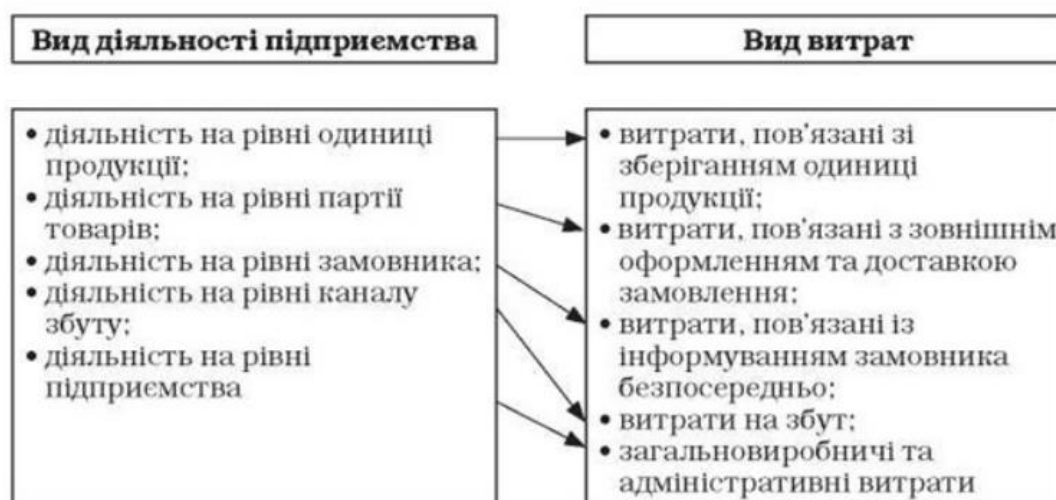 Вид діяльності підприємства
Вид витрат
• діяльність на рівні одиниці
продукції;
• діяльність на рівні партії
товарів;
• діяльність на рівні замовника;
• діяльність на рівні каналу
збуту;
• діяльність на рівні
підприємства
• витрати, пов’язані зі
зберіганням одиниці
продукції;
• витрати, пов’язані з зовнішнім
оформленням та доставкою
замовлення;
• витрати, пов’язані із
інформуванням замовника
безпосередньо;
• витрати на збут;
• загальновиробничі та
адміністративні витрати